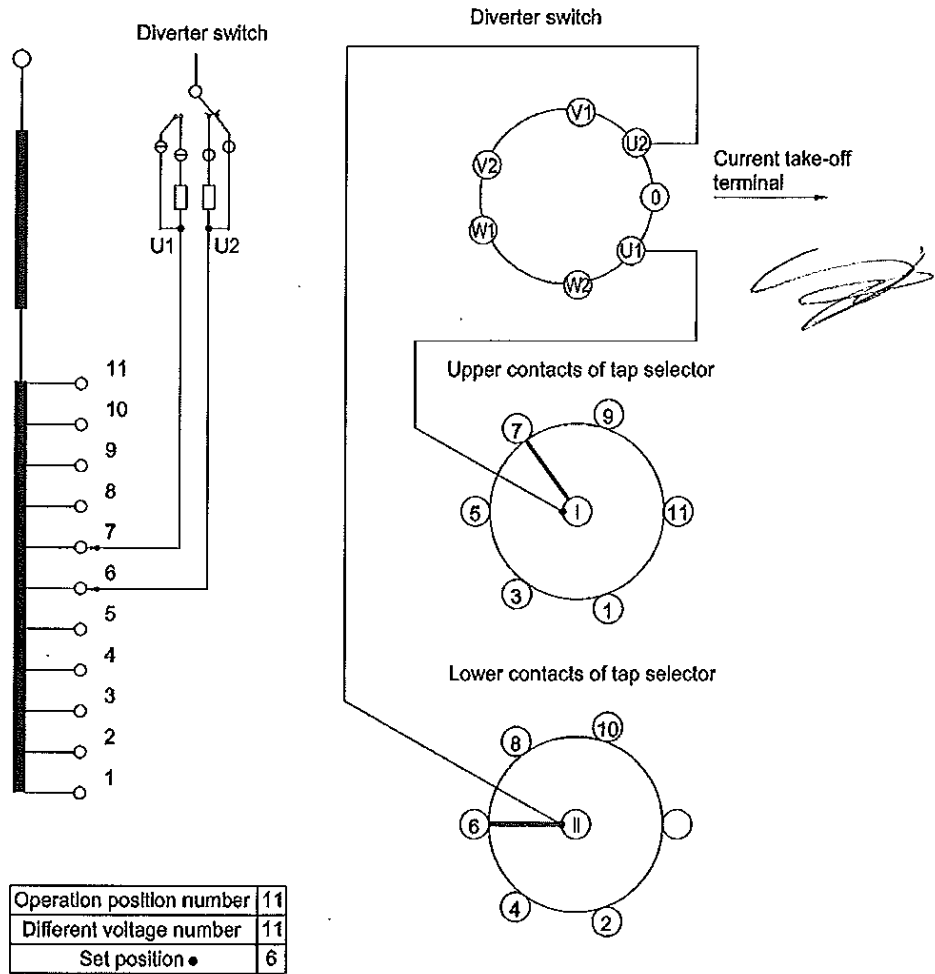 Diverter switch
U1 U2
11
10
9
8
7
6
5
4
3
2
1
Diverter switch
V1
U2
V2
0
W1
U1
W2
Current take-off
terminal
Upper contacts of tap selector
9
7
5
I
11
3
1
Lower contacts of tap selector
10
8
6
II
4
2
Operation position number 11
Different voltage number 11
Set position ● 6